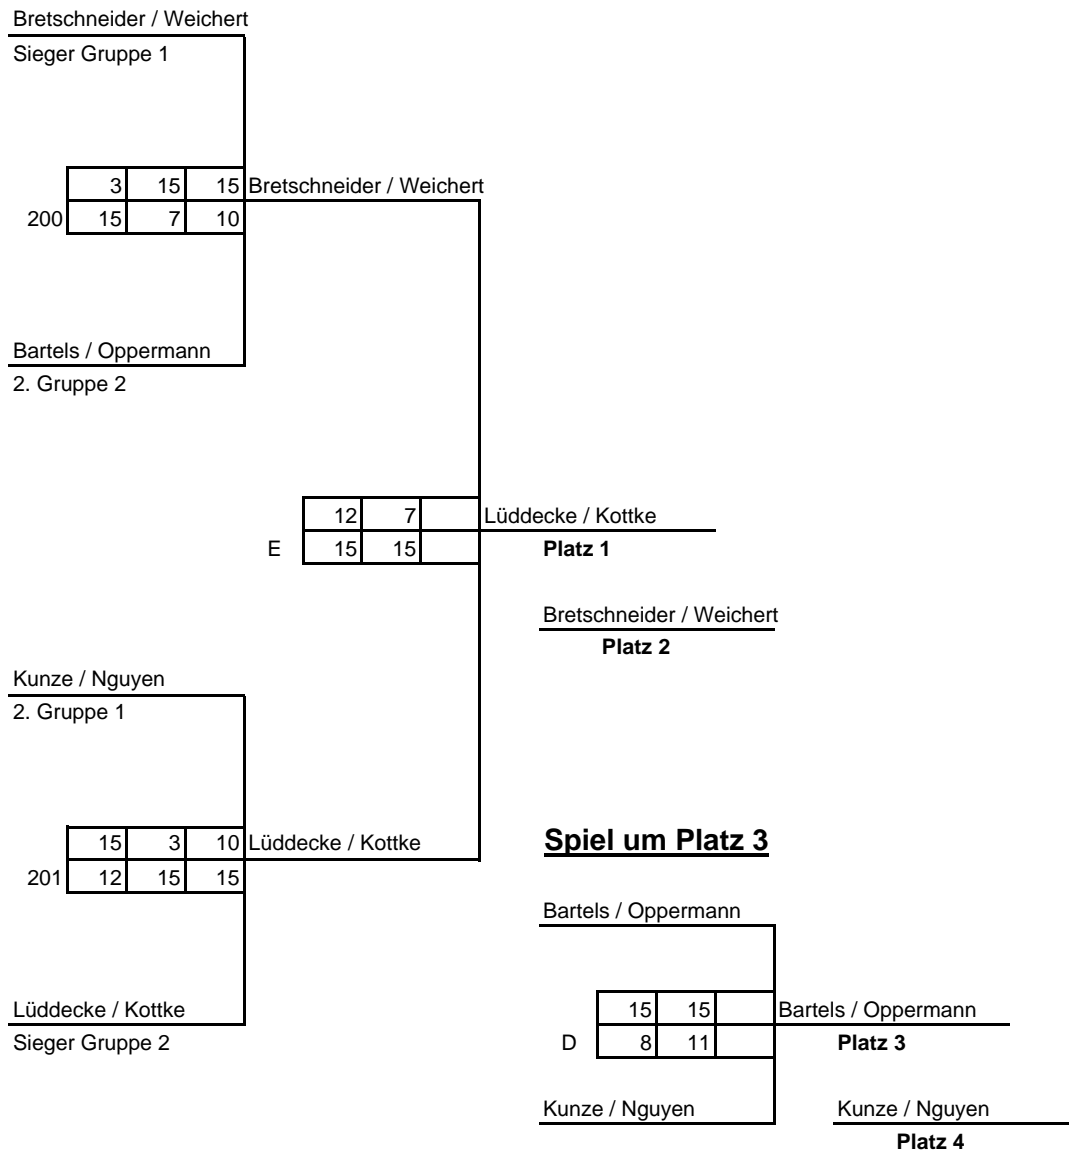 Bretschneider / Weichert
Sieger Gruppe 1
3 15 15 Bretschneider / Weichert
200 15 7 10
Bartels / Oppermann
2. Gruppe 2
12 7 Lüddecke / Kottke
E 15 15 Platz 1
Bretschneider / Weichert
Platz 2
Kunze / Nguyen
2. Gruppe 1
15 3 10 Lüddecke / Kottke
201 12 15 15
Lüddecke / Kottke
Sieger Gruppe 2
Spiel um Platz 3
Bartels / Oppermann
15 15 Bartels / Oppermann
D 8 11 Platz 3
Kunze / Nguyen
Kunze / Nguyen
Platz 4